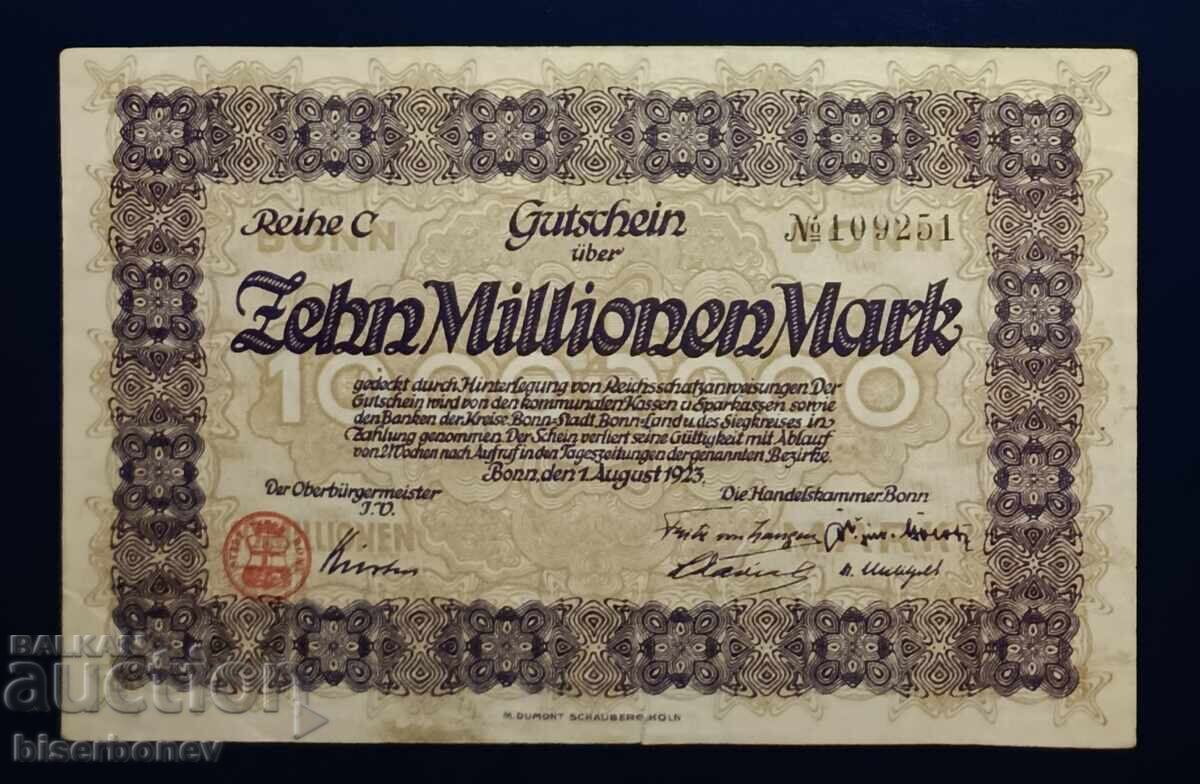 Reihe C
Gutschein
№ 109251
über
Zehn Millionen Mark
gedeckt durch Hinterlegung von Reichsschatzanweisungen. Der
Gutschein wird von den kommunalen Kassen u. Sparkassen sowie
den Banken der Kreise Bonn-Stadt, Bonn-Land u. des Siegkreises in
Zahlung genommen. Der Schein verliert seine Gültigkeit mit Ablauf
von 2 Wochen nach Aufruf in den Tageszeitungen der genannten Bezirke.
Bonn, den 1. August 1923.
Der Oberbürgermeister
I.V.
Die Handelskammer Bonn
BONN
MARK
M. DUMONT SCHAUBERG, KÖLN
BALKAN
auction
biserbonev